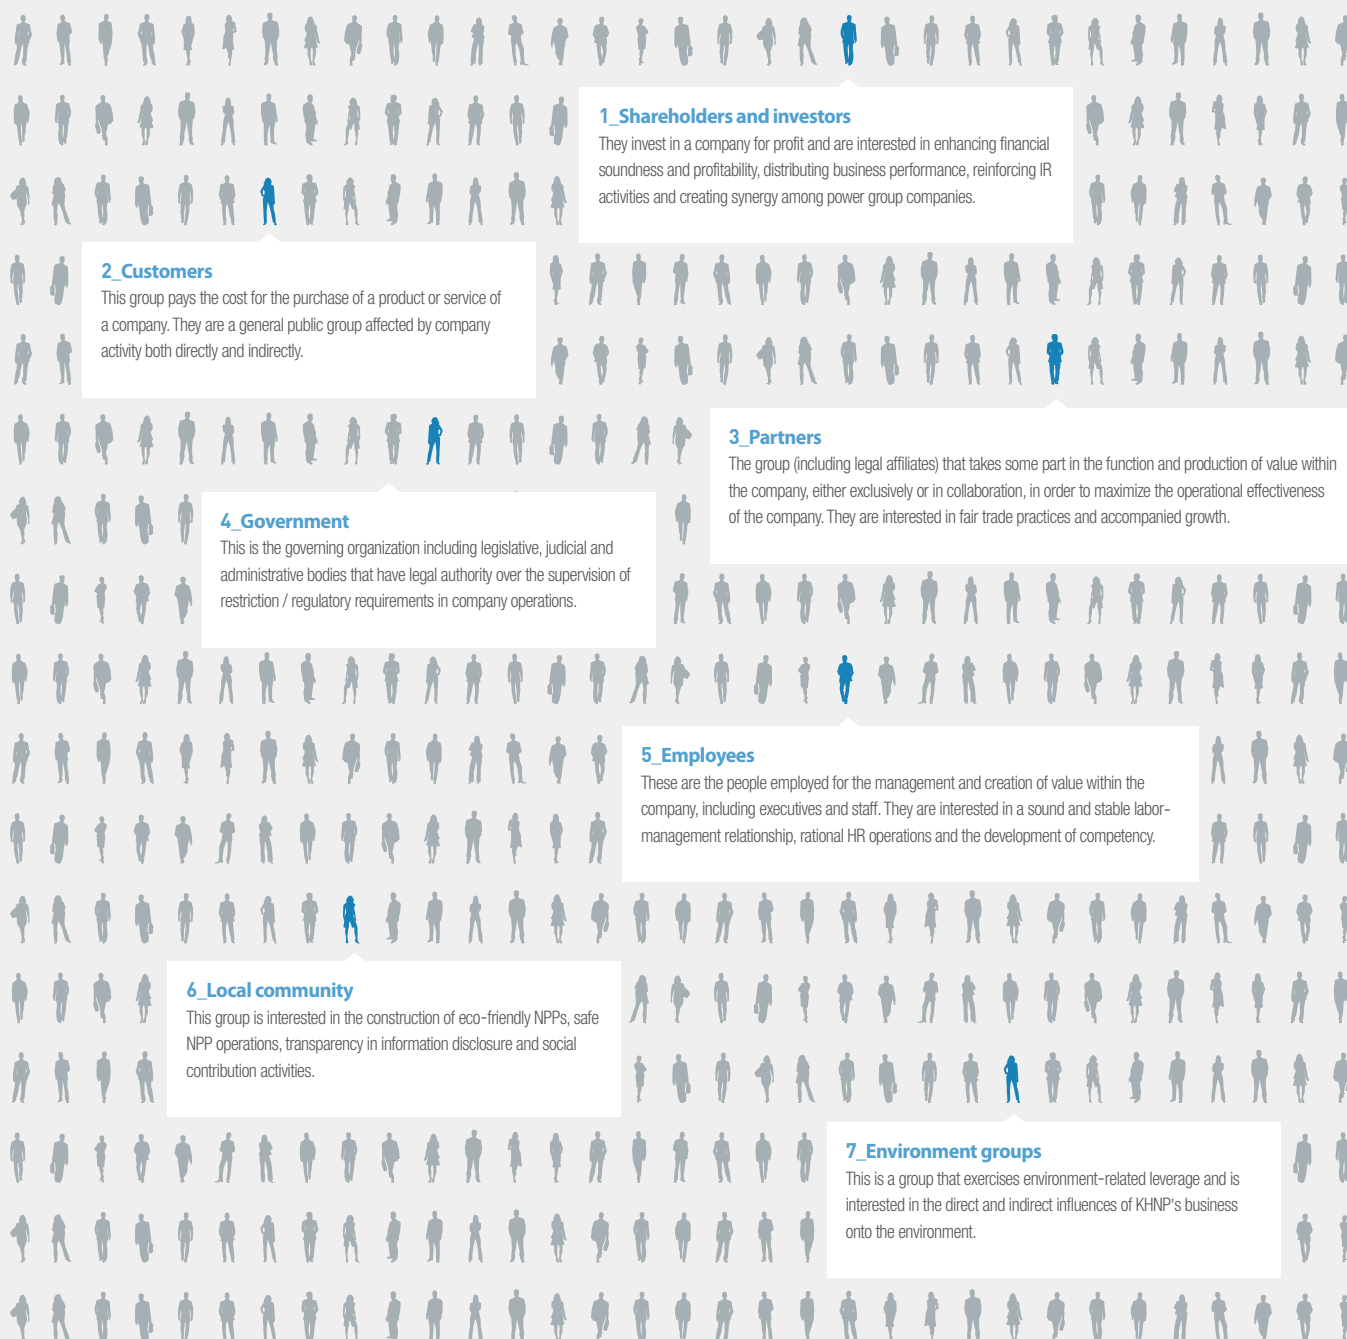 1_Shareholders and investors
They invest in a company for profit and are interested in enhancing financial
soundness and profitability, distributing business performance, reinforcing IR
activities and creating synergy among power group companies.
2_Customers
This group pays the cost for the purchase of a product or service of
a company. They are a general public group affected by company
activity both directly and indirectly.
3_Partners
The group (including legal affiliates) that takes some part in the function and production of value within
the company, either exclusively or in collaboration, in order to maximize the operational effectiveness
of the company. They are interested in fair trade practices and accompanied growth.
4_Government
This is the governing organization including legislative, judicial and
administrative bodies that have legal authority over the supervision of
restriction / regulatory requirements in company operations.
5_Employees
These are the people employed for the management and creation of value within the
company, including executives and staff. They are interested in a sound and stable labor-
management relationship, rational HR operations and the development of competency.
6_Local community
This group is interested in the construction of eco-friendly NPPs, safe
NPP operations, transparency in information disclosure and social
contribution activities.
7_Environment groups
This is a group that exercises environment-related leverage and is
interested in the direct and indirect influences of KHNP's business
onto the environment.